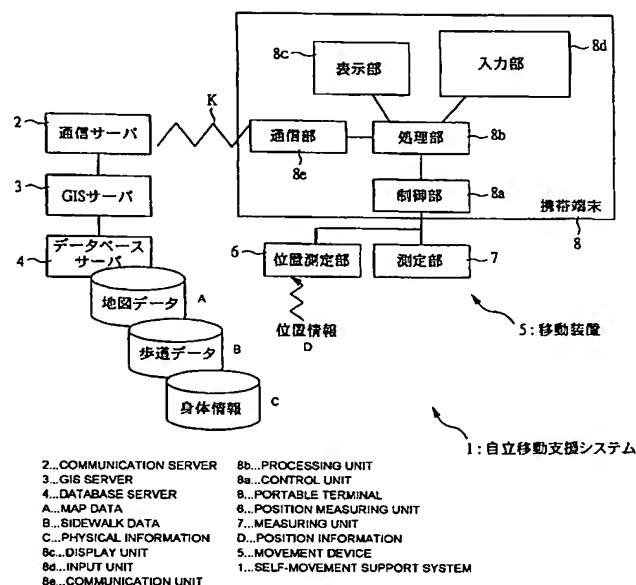 8c
表示部
入力部
8d
K
2
通信サーバ
通信部
8e
処理部
8b
3
GISサーバ
制御部
8a
携帯端末
8
4
データベース
サーバ
6
位置測定部
測定部
7
地図データ
A
位置情報
D
5:移動装置
歩道データ
B
身体情報
C
1:自立移動支援システム
2...COMMUNICATION SERVER
3...GIS SERVER
4...DATABASE SERVER
A...MAP DATA
B...SIDEWALK DATA
C...PHYSICAL INFORMATION
8c...DISPLAY UNIT
8d...INPUT UNIT
8e...COMMUNICATION UNIT
8b...PROCESSING UNIT
8a...CONTROL UNIT
8...PORTABLE TERMINAL
6...POSITION MEASURING UNIT
7...MEASURING UNIT
D...POSITION INFORMATION
5...MOVEMENT DEVICE
1...SELF-MOVEMENT SUPPORT SYSTEM